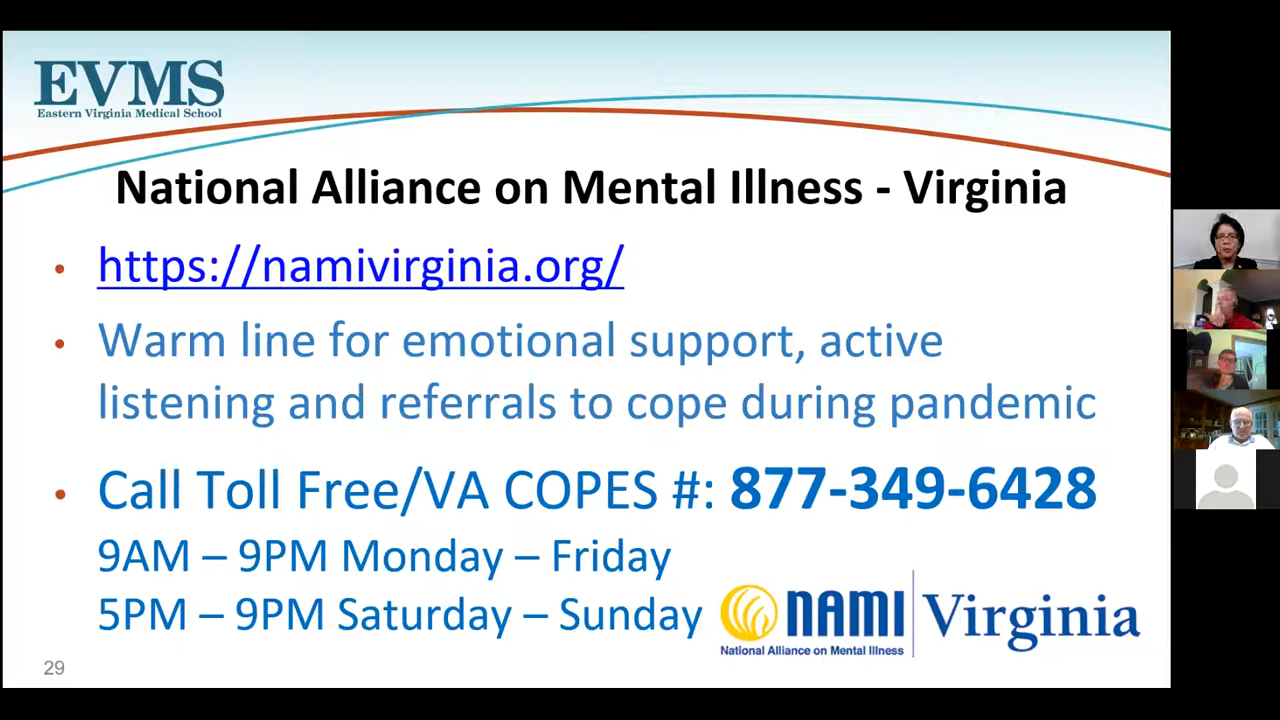 EVMS
Eastern Virginia Medical School
National Alliance on Mental Illness - Virginia
• https://namivirginia.org/
• Warm line for emotional support, active
listening and referrals to cope during pandemic
• Call Toll Free/VA COPES #: 877-349-6428
9AM – 9PM Monday – Friday
5PM – 9PM Saturday – Sunday
NAMI Virginia
National Alliance on Mental Illness
29